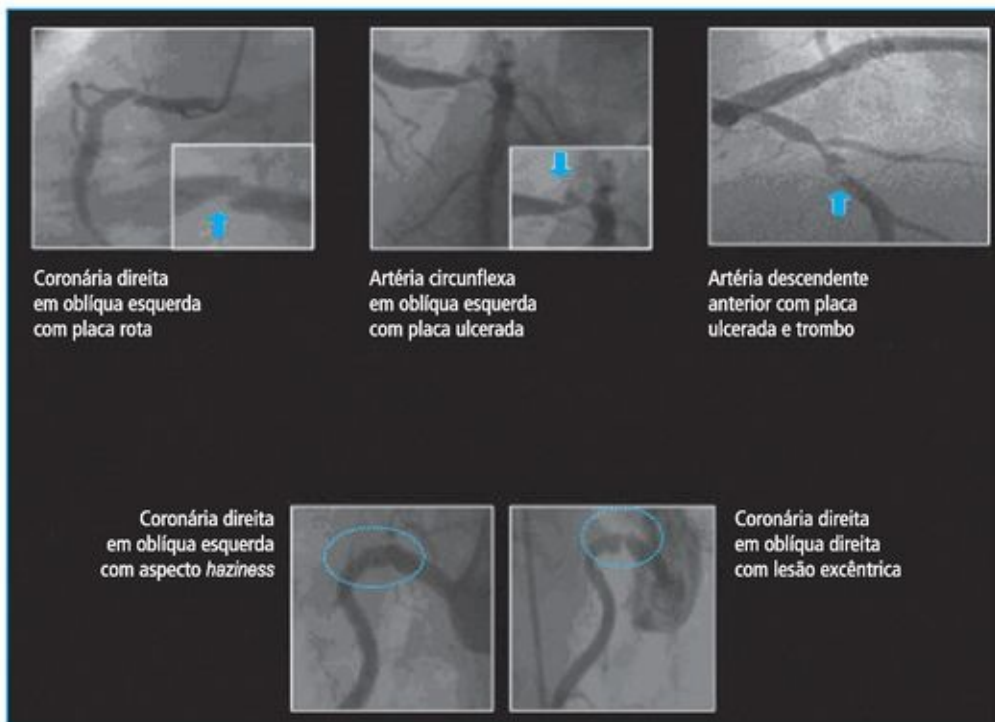 Coronária direita
em oblíqua esquerda
com placa rota
Artéria circunflexa
em oblíqua esquerda
com placa ulcerada
Artéria descendente
anterior com placa
ulcerada e trombo
Coronária direita
em oblíqua esquerda
com aspecto haziness
Coronária direita
em oblíqua direita
com lesão excêntrica